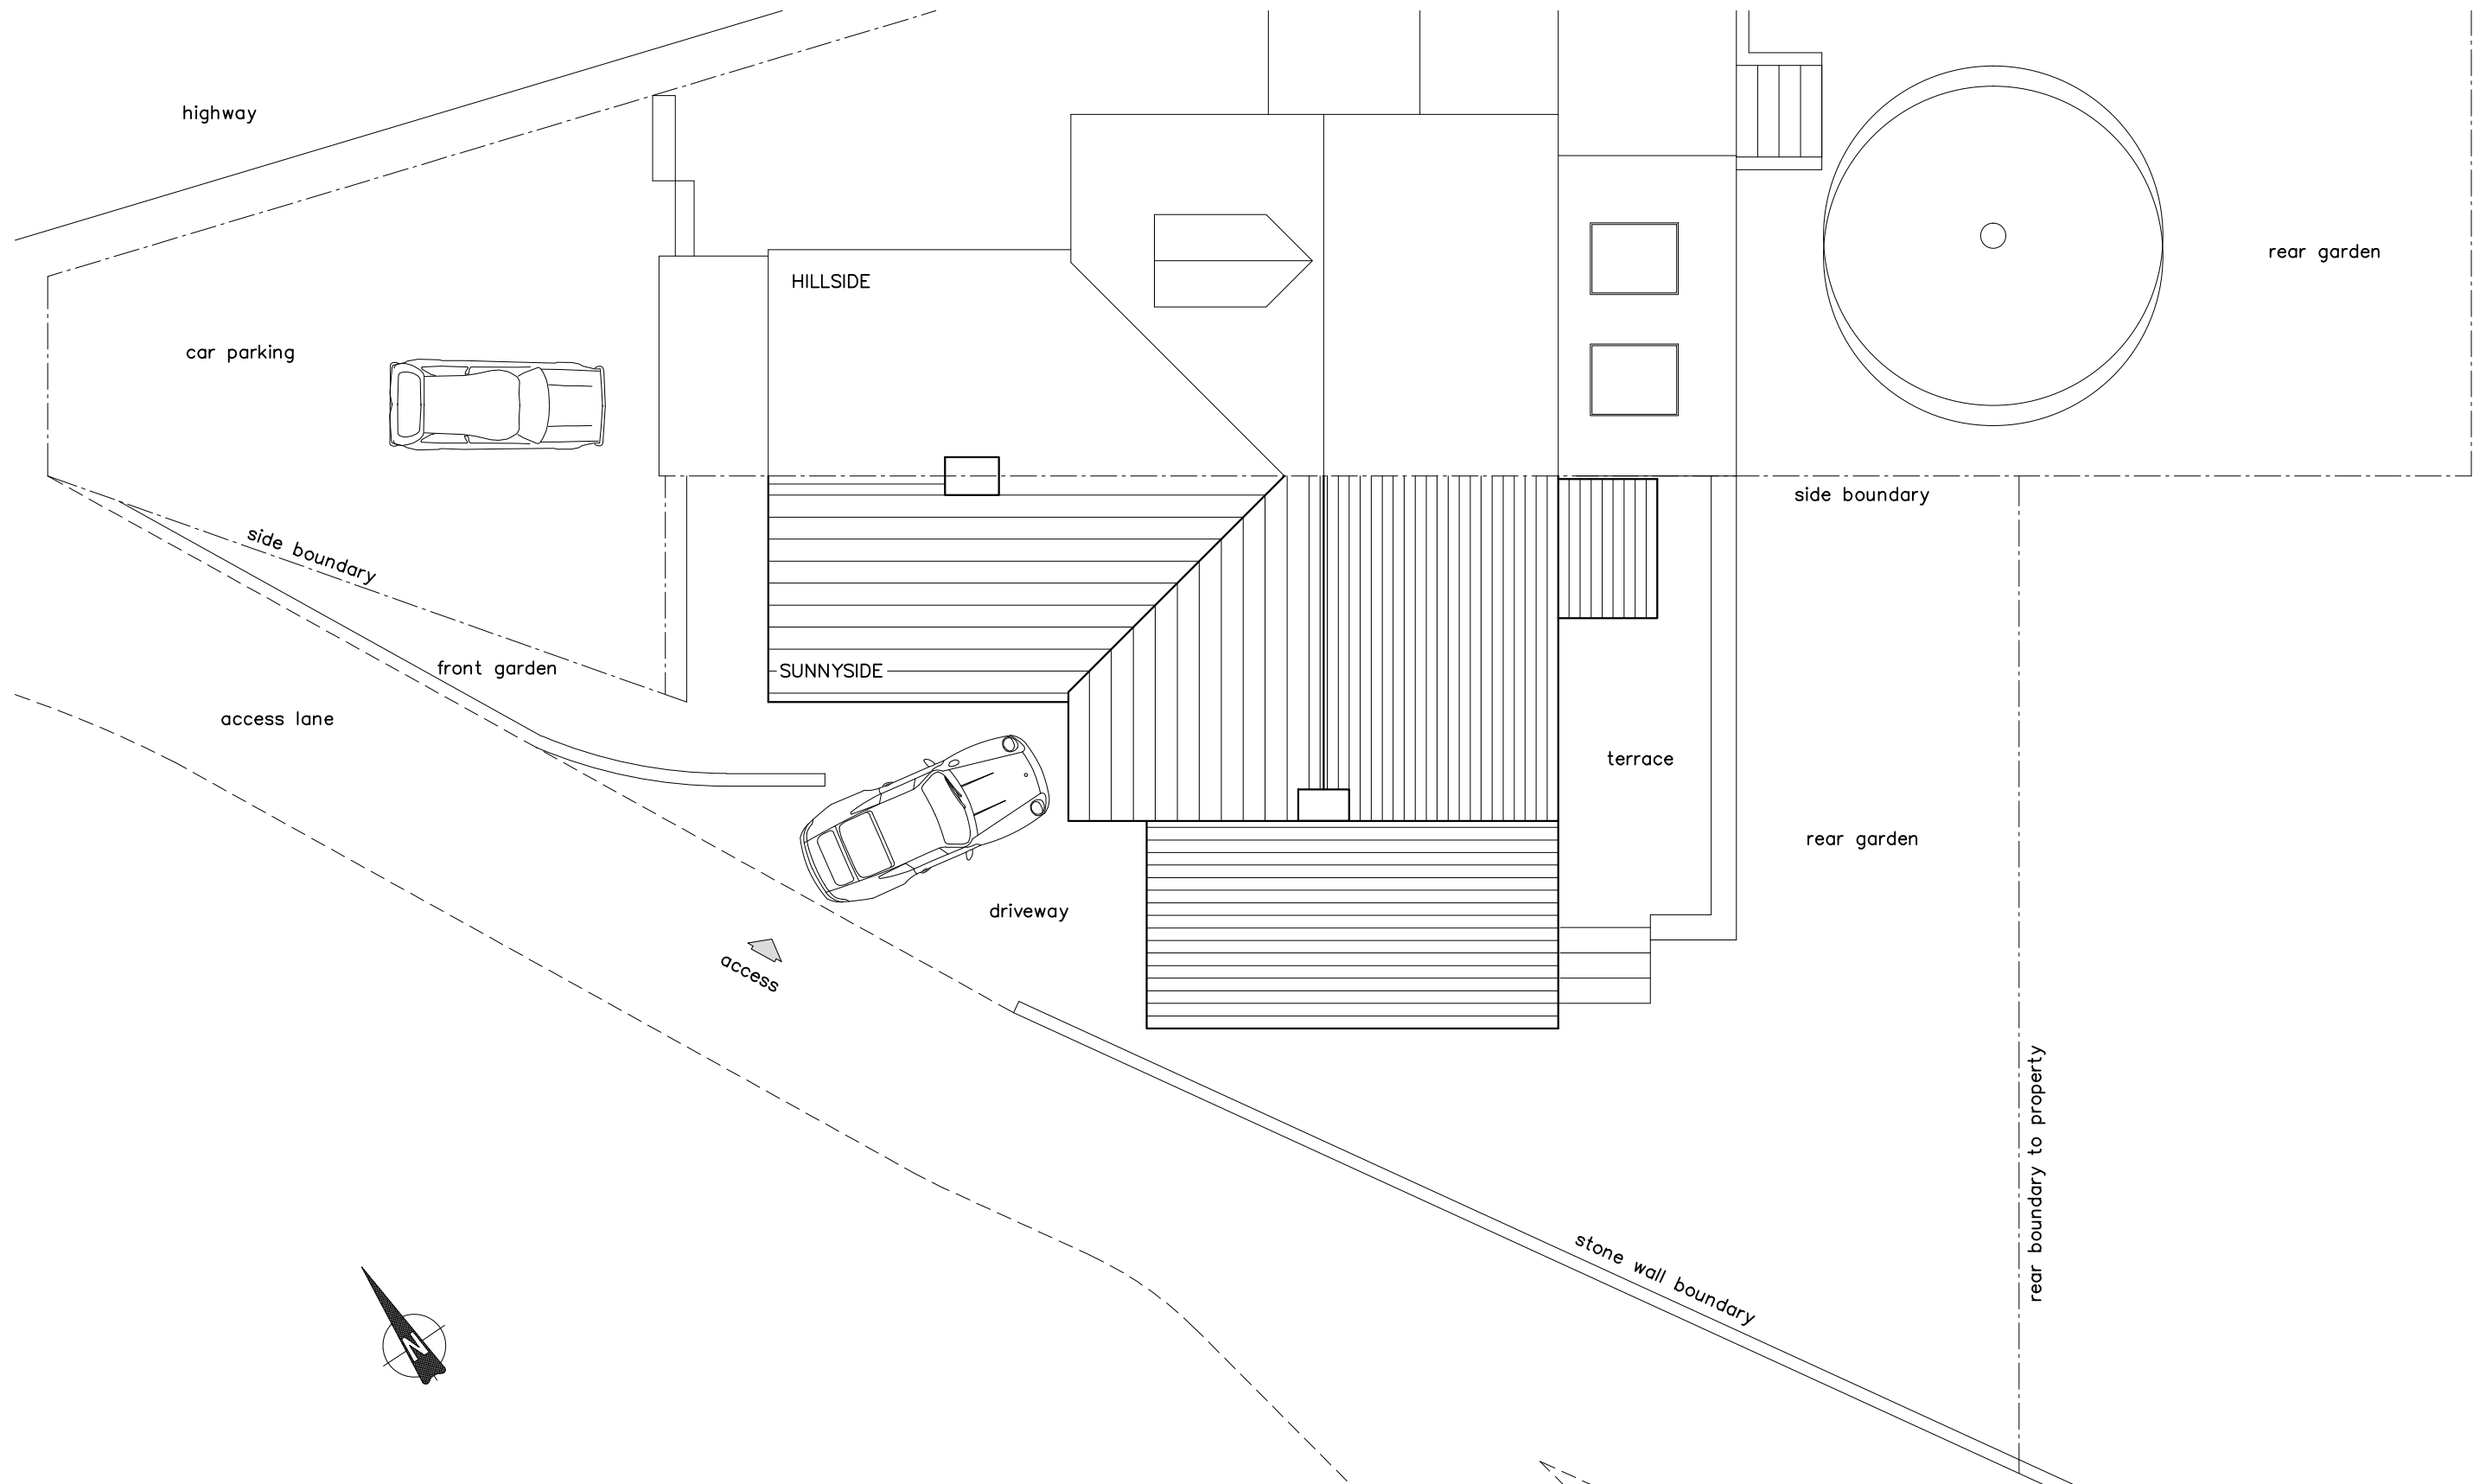 highway
rear garden
HILLSIDE
car parking
side boundary
side boundary
front garden
SUNNYSIDE
access lane
terrace
rear garden
driveway
access
rear boundary to property
stone wall boundary
N